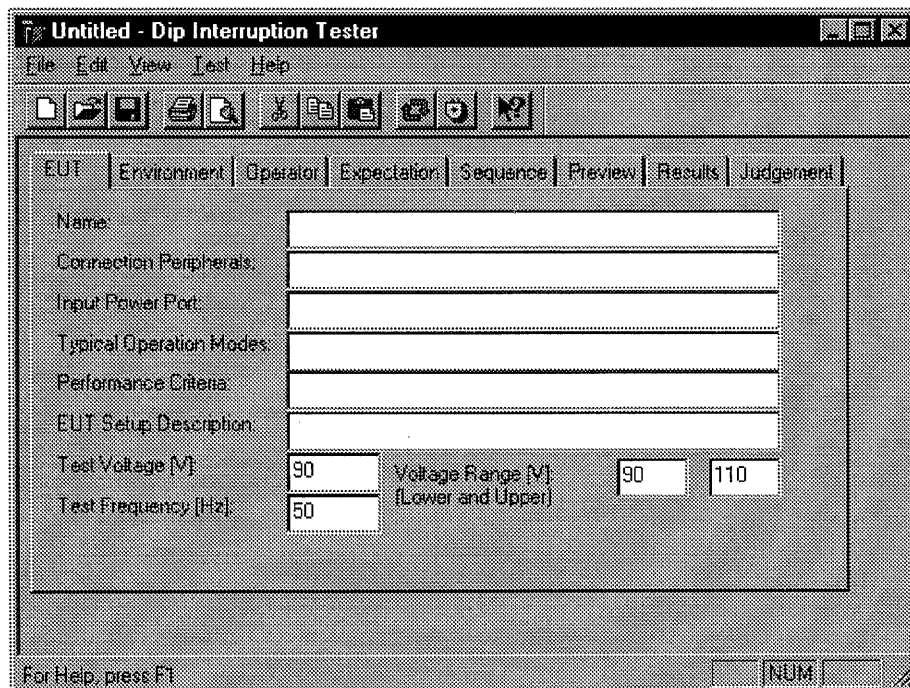 Untitled - Dip Interruption Tester
File Edit View Test Help
EUT Environment Operator Expectation Sequence Preview Results Judgement
Name:
Connection Peripherals:
Input Power Port:
Typical Operation Modes:
Performance Criteria:
EUT Setup Description:
Test Voltage [V] 90 Voltage Range [V] 90 110
(Lower and Upper)
Test Frequency [Hz]: 50
For Help, press F1 NUM